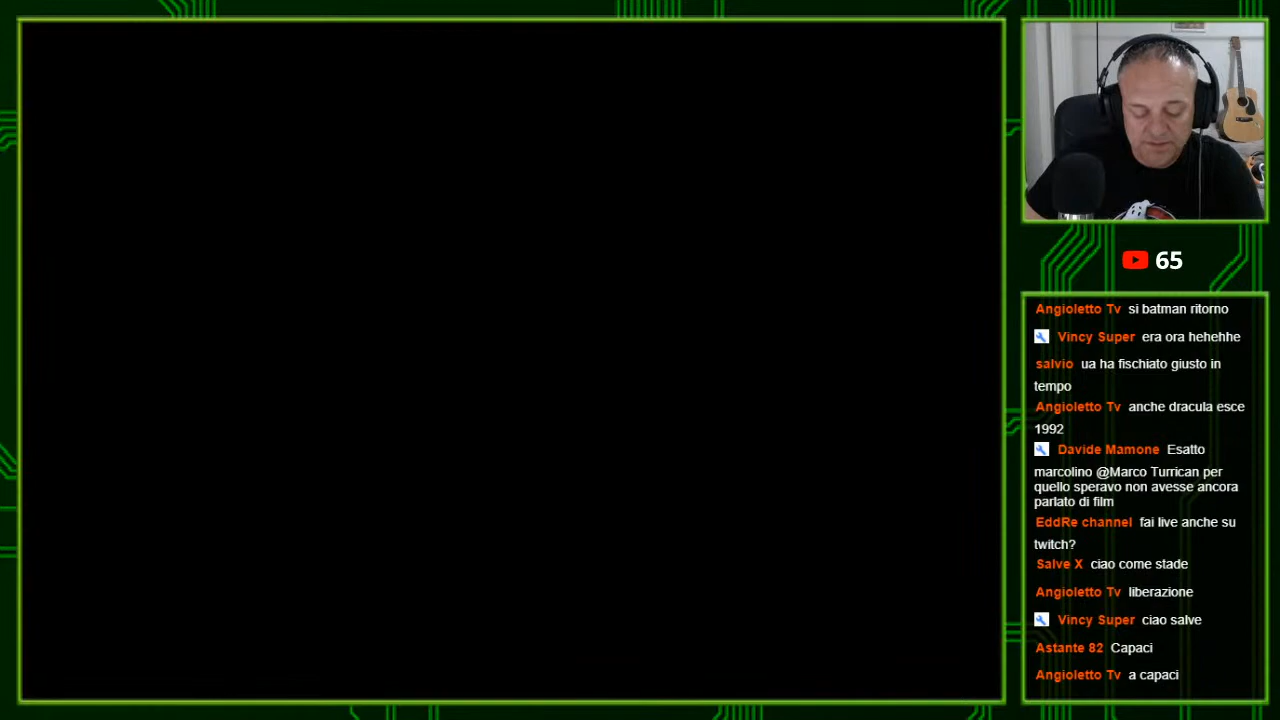 65
Angioletto Tv si batman ritorno
Vincy Super era ora hehehhe
salvio ua ha fischiato giusto in
tempo
Angioletto Tv anche dracula esce
1992
Davide Mamone Esatto
marcolino @Marco Turrican per
quello speravo non avesse ancora
parlato di film
EddRe channel fai live anche su
twitch?
Salve X ciao come stade
Angioletto Tv liberazione
Vincy Super ciao salve
Astante 82 Capaci
Angioletto Tv a capaci